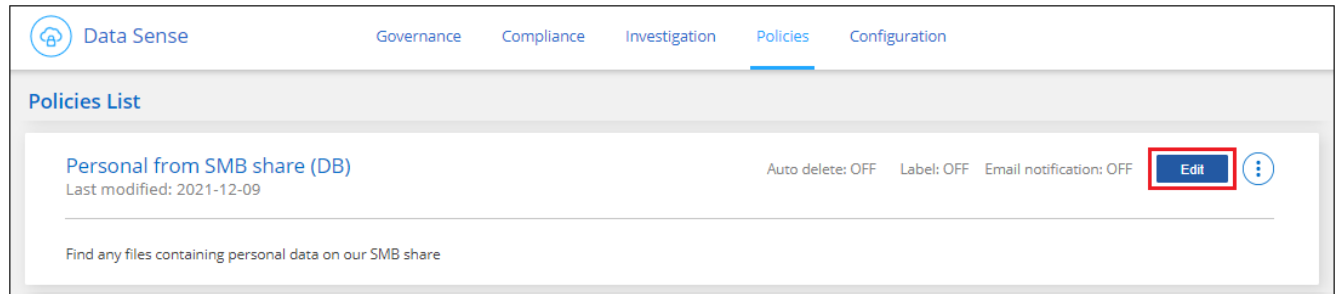 Data Sense Governance Compliance Investigation Policies Configuration
Policies List
Personal from SMB share (DB) Auto delete: OFF Label: OFF Email notification: OFF Edit
Last modified: 2021-12-09
Find any files containing personal data on our SMB share